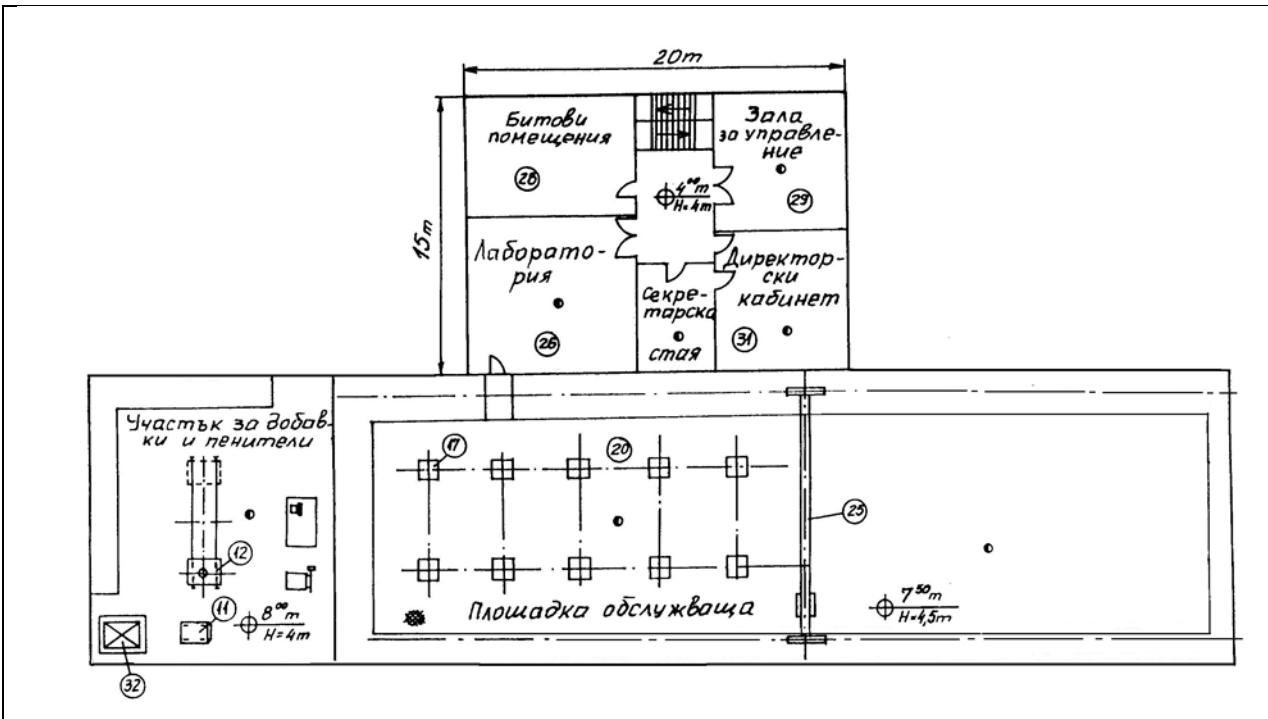 20m
15m
Битови
помещения
28
Зала
за управле-
ние
29
4⁰⁰m
H=4m
Лаборато-
рия
26
Секре-
тарска
стая
Директор-
ски
кабинет
31
Участък за добав-
ки и пенители
12
11
8⁰⁰m
H=4m
32
17
20
25
Площадка обслужваща
7⁵⁰m
H=4,5m